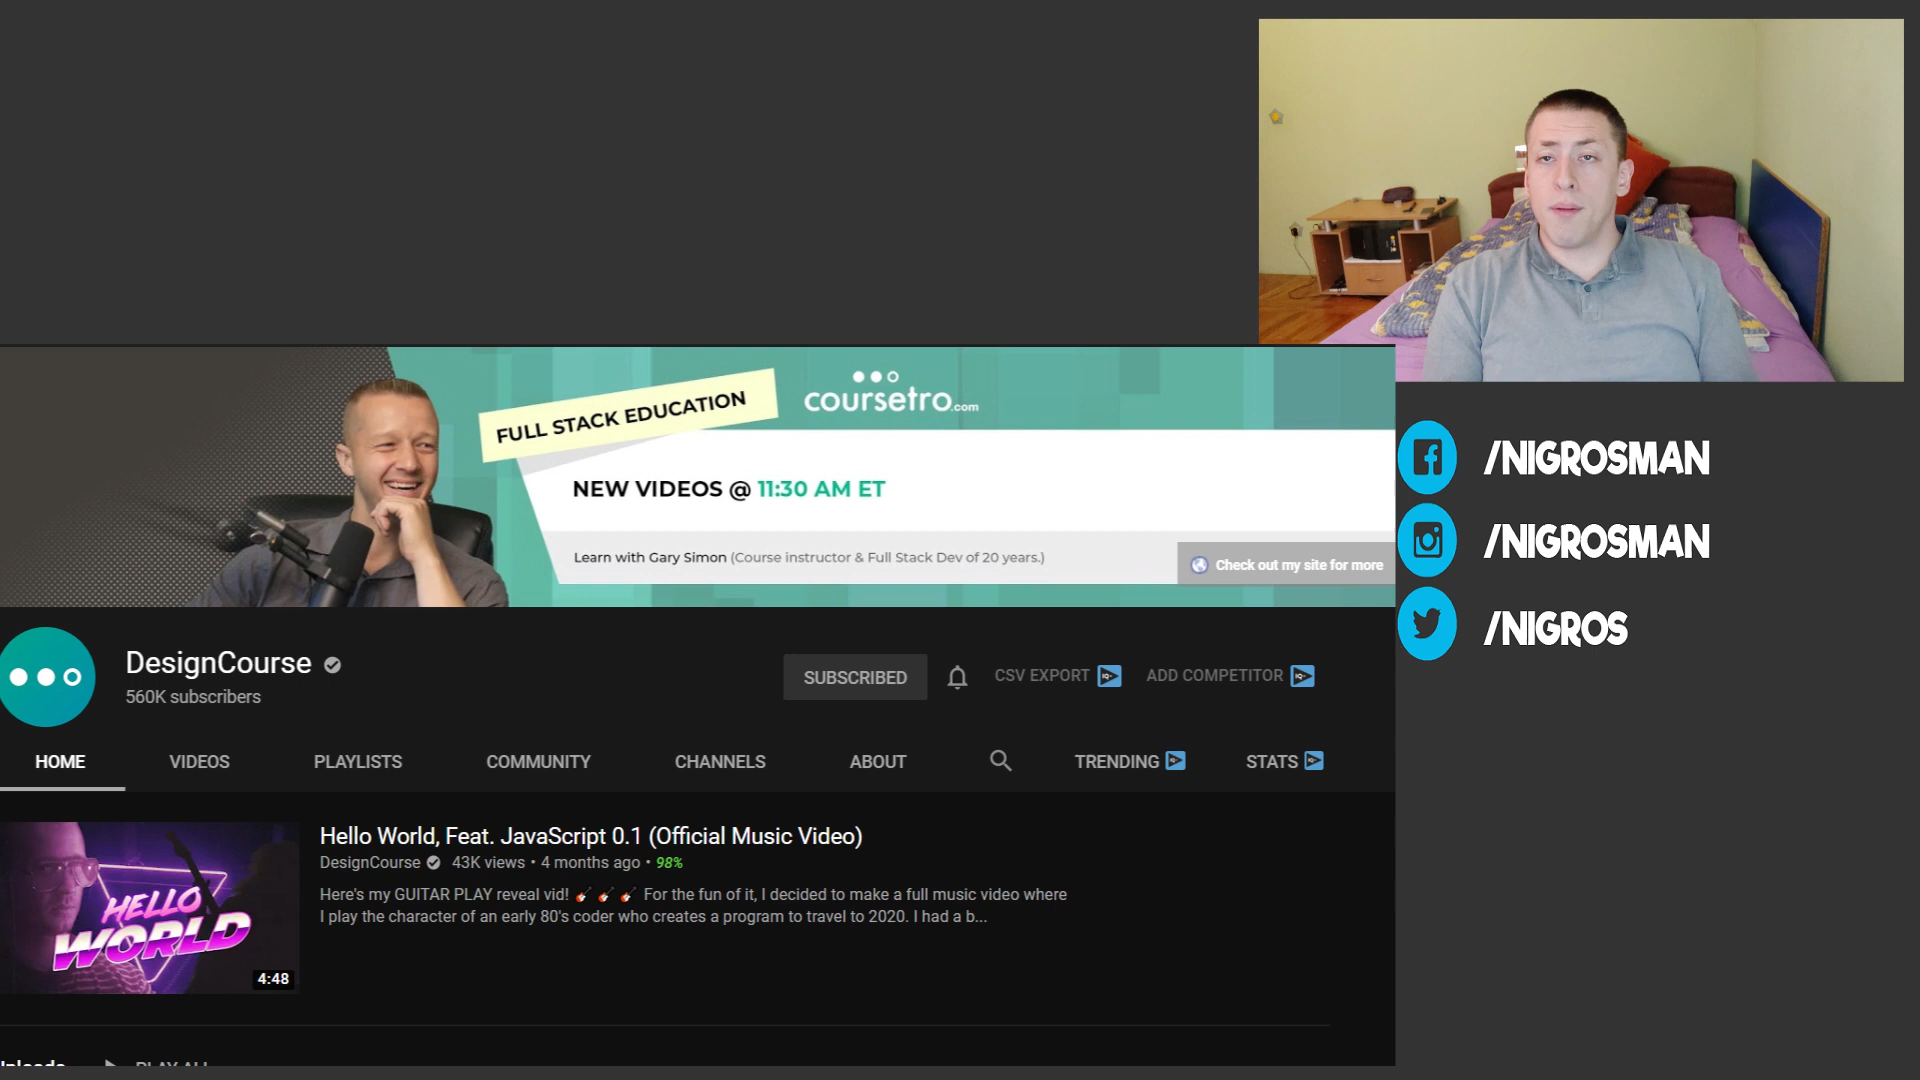 FULL STACK EDUCATION
coursetro.com
NEW VIDEOS @ 11:30 AM ET
Learn with Gary Simon (Course instructor & Full Stack Dev of 20 years.)
Check out my site for more
/NIGROSMAN
/NIGROSMAN
/NIGROS
DesignCourse
560K subscribers
SUBSCRIBED
CSV EXPORT
ADD COMPETITOR
HOME VIDEOS PLAYLISTS COMMUNITY CHANNELS ABOUT TRENDING STATS
HELLO
WORLD
4:48
Hello World, Feat. JavaScript 0.1 (Official Music Video)
DesignCourse 43K views • 4 months ago • 98%
Here's my GUITAR PLAY reveal vid! 🎸 🎸 🎸 For the fun of it, I decided to make a full music video where
I play the character of an early 80's coder who creates a program to travel to 2020. I had a b...
Uploads PLAY ALL